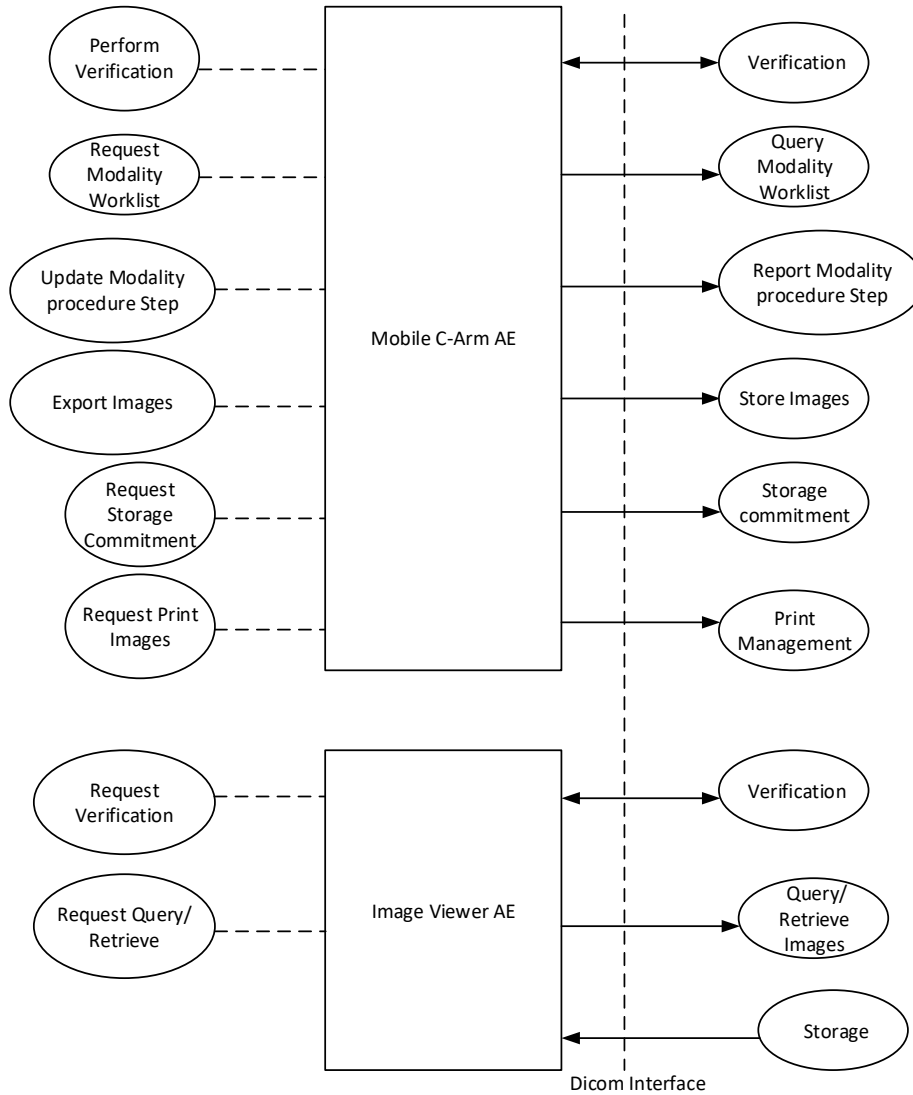 Perform
Verification
Verification
Request
Modality
Worklist
Query
Modality
Worklist
Update Modality
procedure Step
Report Modality
procedure Step
Mobile C-Arm AE
Export Images
Store Images
Request
Storage
Commitment
Storage
commitment
Request Print
Images
Print
Management
Request
Verification
Verification
Request Query/
Retrieve
Image Viewer AE
Query/
Retrieve
Images
Storage
Dicom Interface